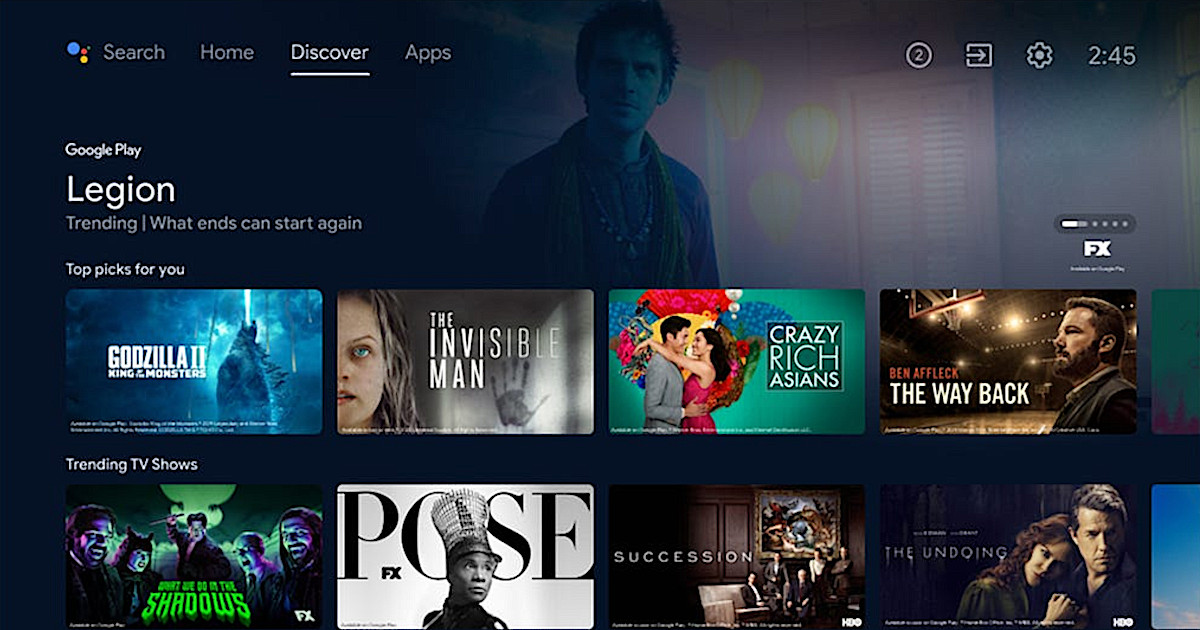 Search Home Discover Apps
2 2:45
Google Play
Legion
Trending | What ends can start again
FX
Available on Google Play
Top picks for you
GODZILLA II
KING OF THE MONSTERS
THE
INVISIBLE
MAN
CRAZY
RICH
ASIANS
BEN AFFLECK
THE WAY BACK
Trending TV Shows
WHAT WE DO IN THE
SHADOWS
FX
POSE
FX
SUCCESSION
HBO
THE UNDOING
HBO